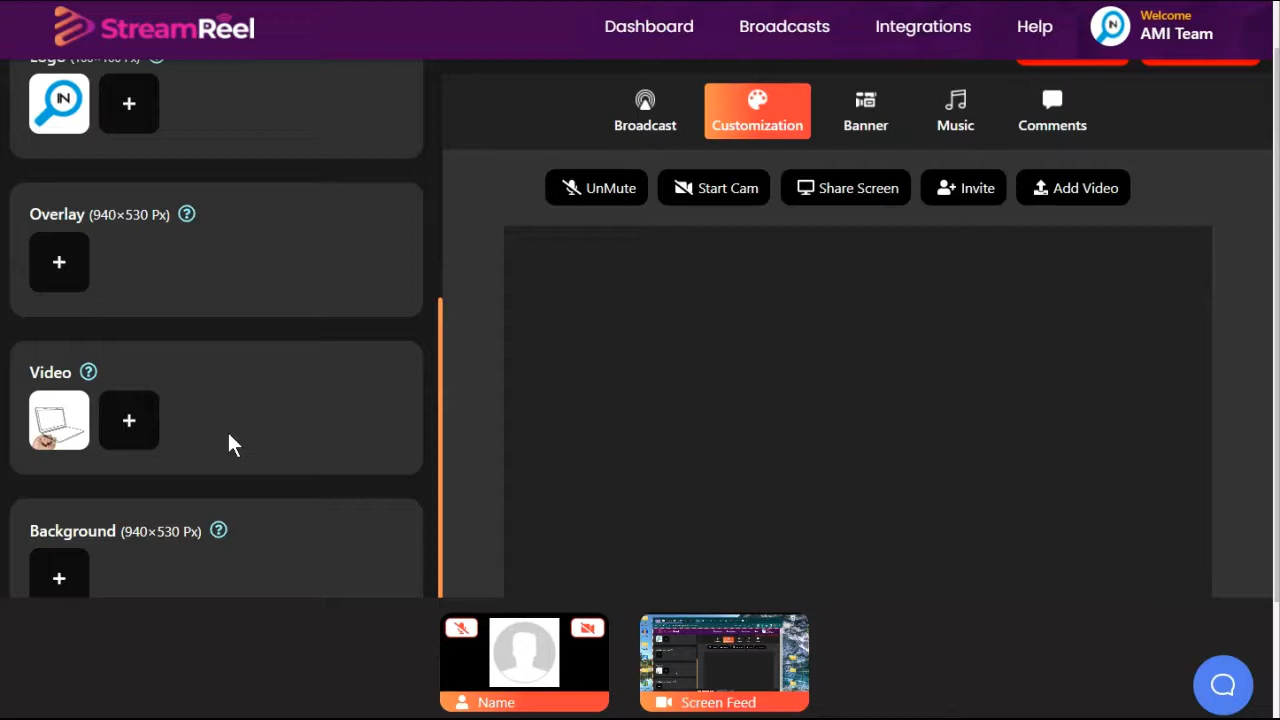 StreamReel
Dashboard
Broadcasts
Integrations
Help
Welcome
AMI Team
IN
Broadcast
Customization
Banner
Music
Comments
UnMute
Start Cam
Share Screen
Invite
Add Video
Overlay (940×530 Px) ?
+
Video ?
+
Background (940×530 Px) ?
+
Name
Screen Feed